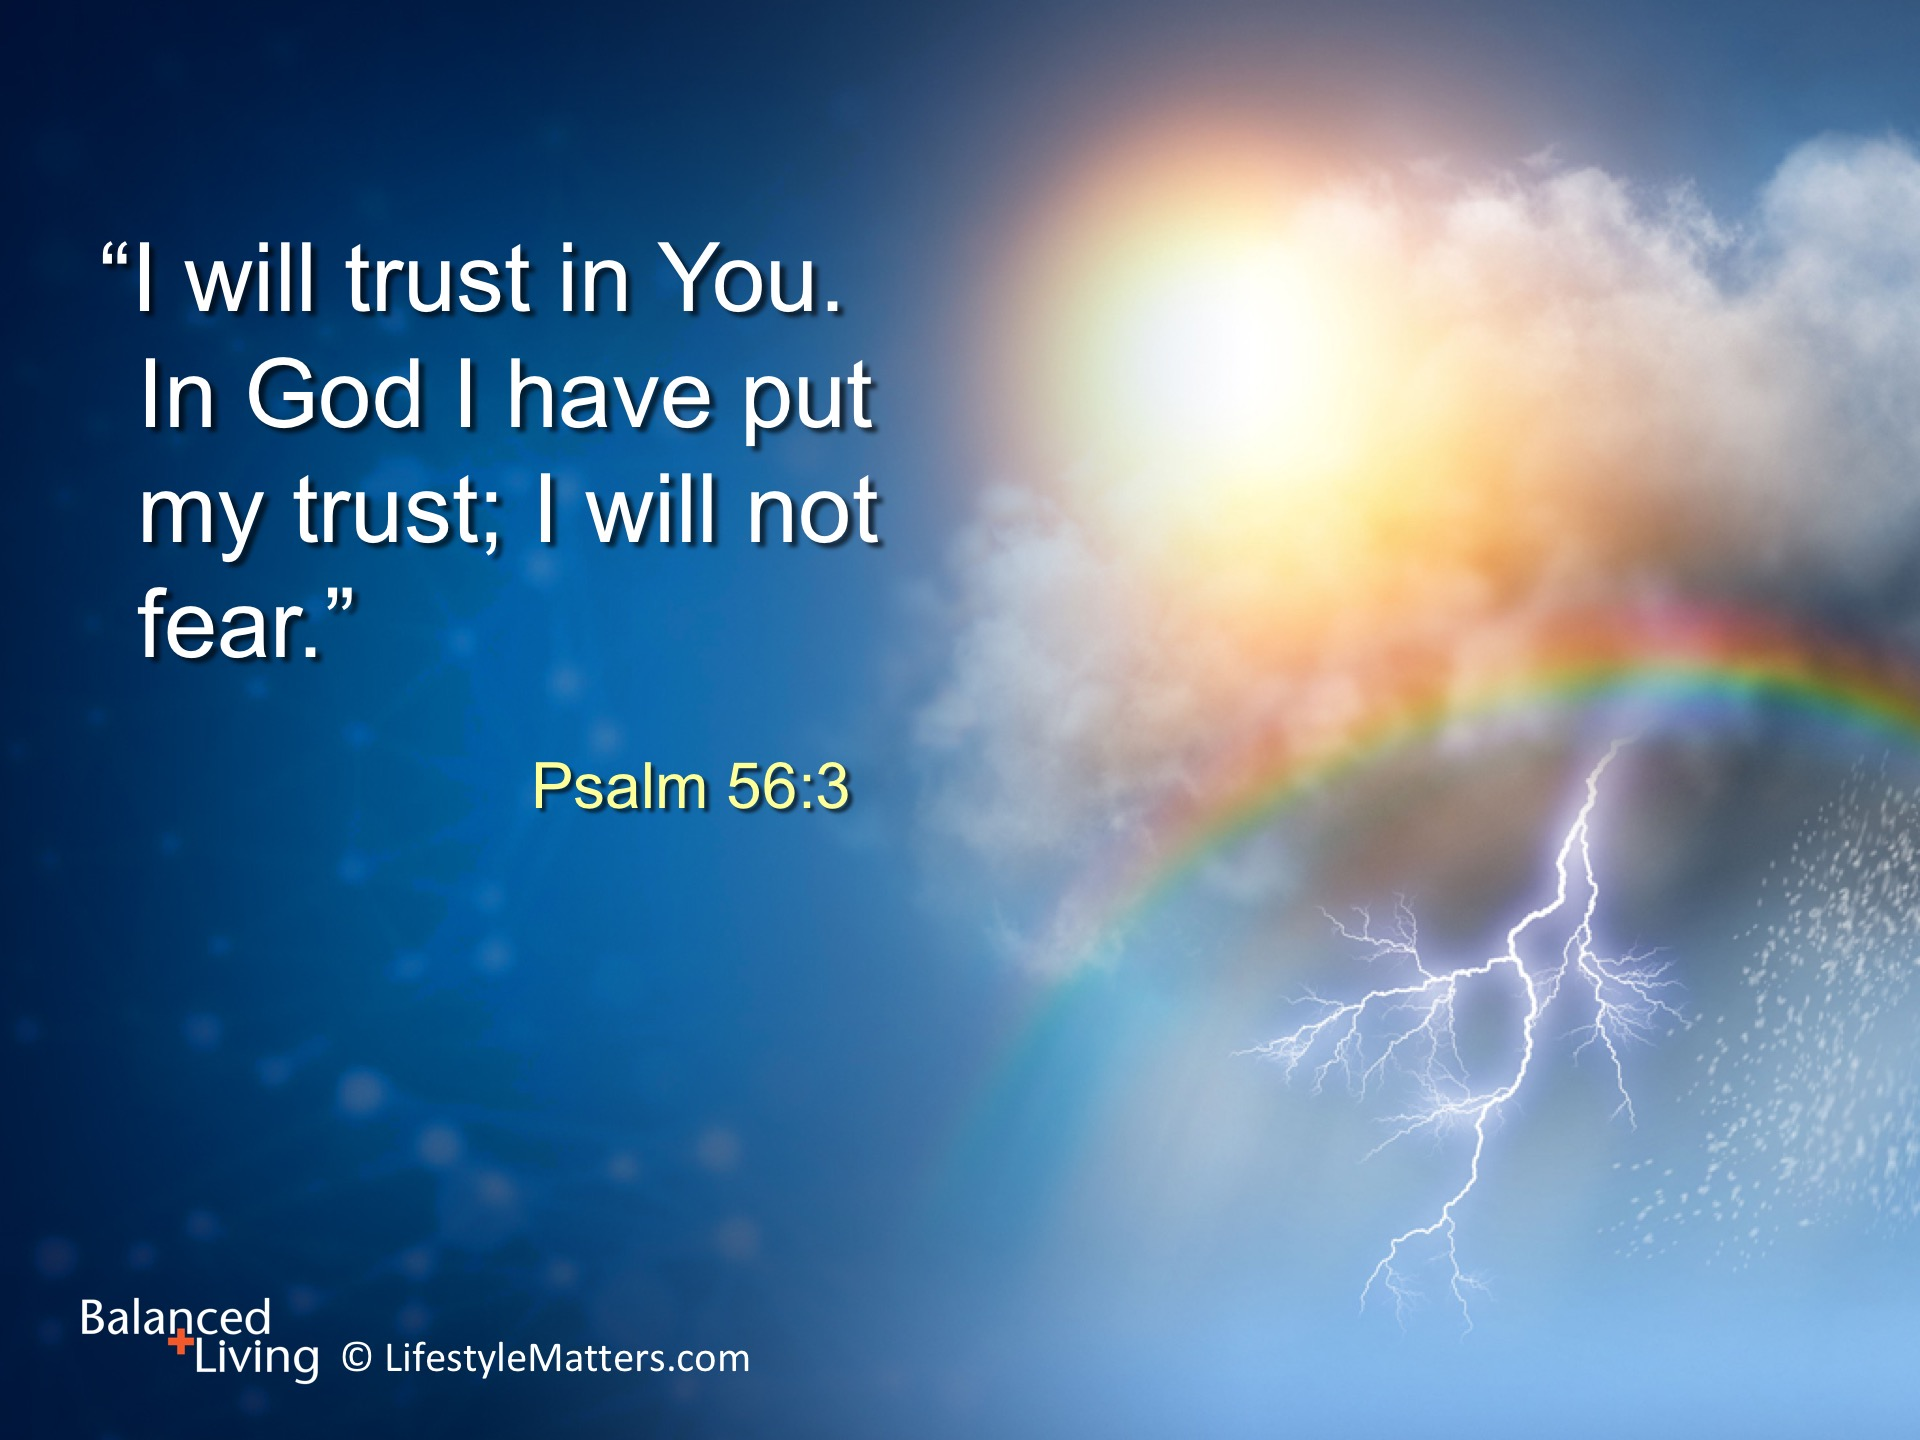 “I will trust in You.
In God I have put
my trust; I will not
fear.”
Psalm 56:3
Balanced
Living © LifestyleMatters.com